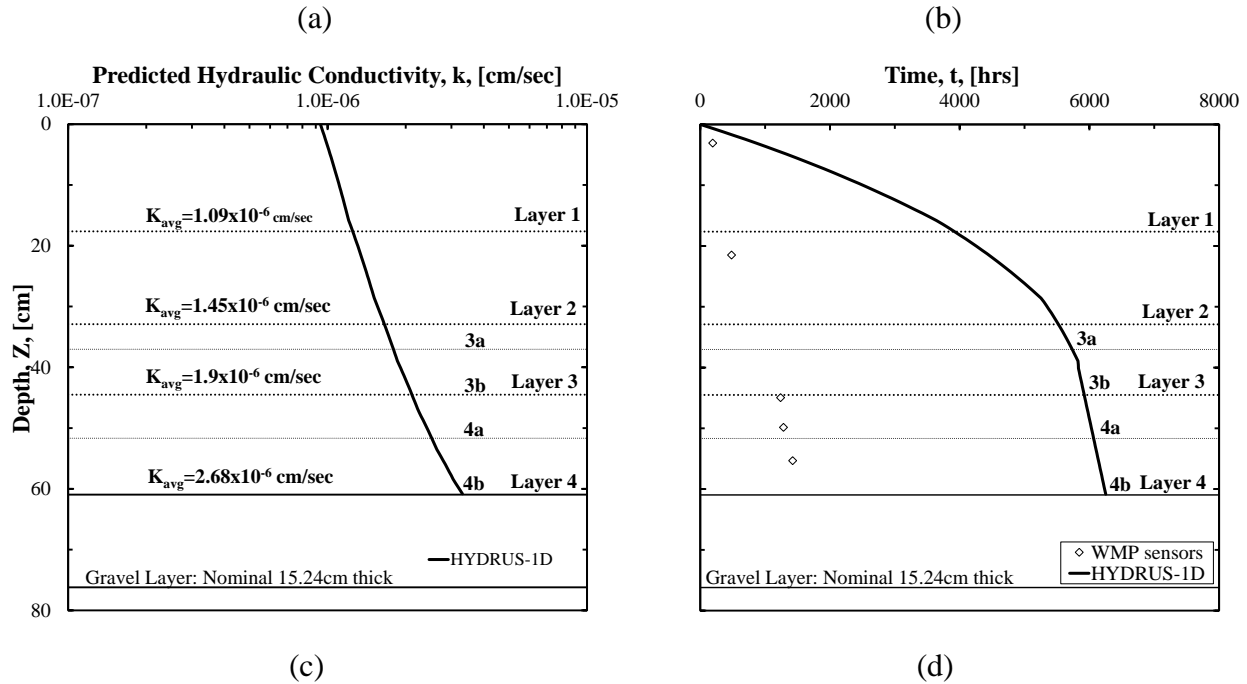 (a)
(b)
Predicted Hydraulic Conductivity, k, [cm/sec]
1.0E-07 1.0E-06 1.0E-05
Depth, Z, [cm]
0
20
40
60
80
Kavg=1.09x10-6 cm/sec
Layer 1
Kavg=1.45x10-6 cm/sec
Layer 2
3a
Kavg=1.9x10-6 cm/sec
3b
Layer 3
4a
Kavg=2.68x10-6 cm/sec
4b
Layer 4
HYDRUS-1D
Gravel Layer: Nominal 15.24cm thick
Time, t, [hrs]
0 2000 4000 6000 8000
Layer 1
Layer 2
3a
3b
Layer 3
4a
4b
Layer 4
WMP sensors
HYDRUS-1D
Gravel Layer: Nominal 15.24cm thick
(c)
(d)